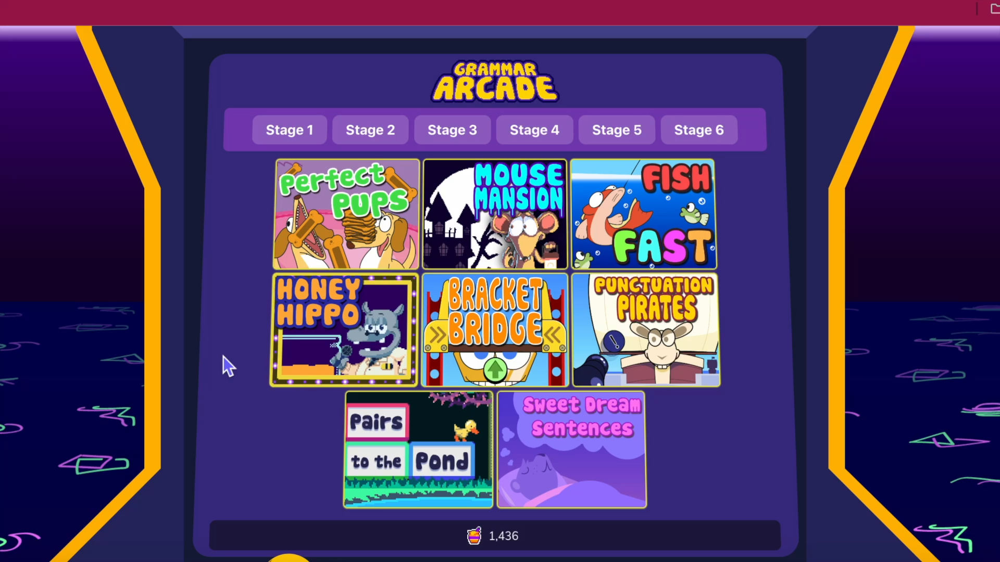 GRAMMAR
ARCADE
Stage 1 Stage 2 Stage 3 Stage 4 Stage 5 Stage 6
Perfect
Pups
MOUSE
MANSION
FISH
FAST
HONEY
HIPPO
BRACKET
BRIDGE
PUNCTUATION
PIRATES
!
Pairs
to the Pond
Sweet Dream
Sentences
1,436